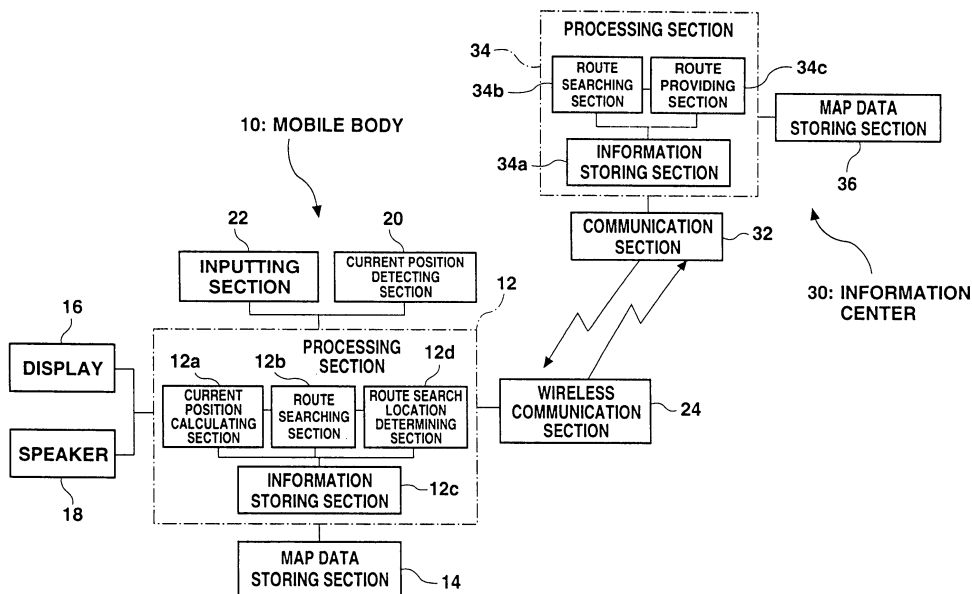 PROCESSING SECTION
34
34b
ROUTE
SEARCHING
SECTION
ROUTE
PROVIDING
SECTION
34c
MAP DATA
STORING SECTION
36
34a
INFORMATION
STORING SECTION
10: MOBILE BODY
COMMUNICATION
SECTION
32
30: INFORMATION
CENTER
22
INPUTTING
SECTION
20
CURRENT POSITION
DETECTING
SECTION
12
16
DISPLAY
SPEAKER
18
PROCESSING
SECTION
12a
CURRENT
POSITION
CALCULATING
SECTION
12b
ROUTE
SEARCHING
SECTION
12d
ROUTE SEARCH
LOCATION
DETERMINING
SECTION
INFORMATION
STORING SECTION
12c
WIRELESS
COMMUNICATION
SECTION
24
MAP DATA
STORING SECTION
14